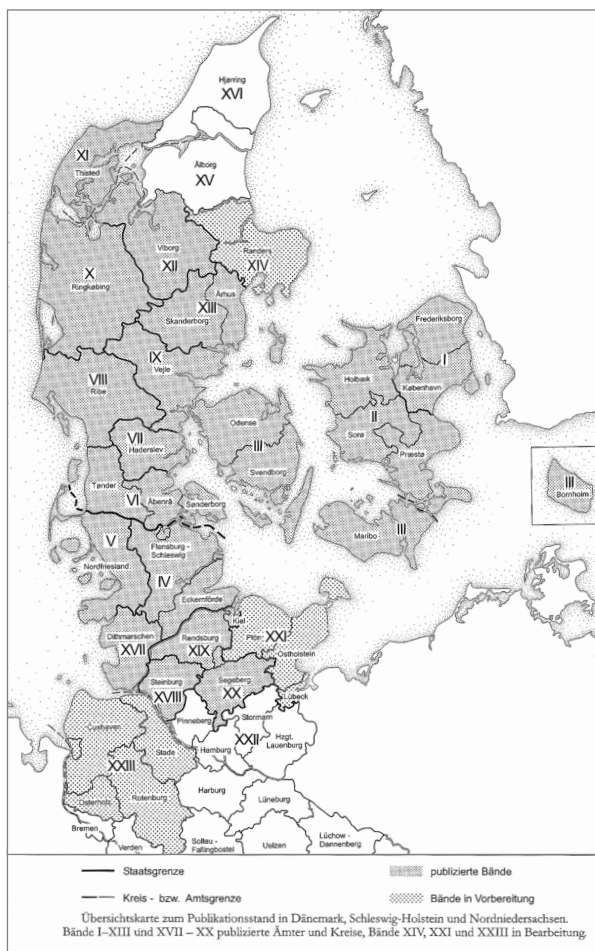 Hjørring
XVI
XI
Thisted
Ålborg
XV
Viborg
XII
Randers
XIV
X
Ringkøbing
Århus
XIII
Skanderborg
Frederiksborg
I
IX
Vejle
VIII
Ribe
Holbæk
København
II
Sorø
Præstø
Odense
III
Svendborg
VII
Haderslev
III
Bornholm
Tønder
VI
Åbenrå
Sønderborg
III
Maribo
V
Nordfriesland
Flensburg -
Schleswig
IV
Eckernförde
Kiel
Plön
XXI
Ostholstein
Dithmarschen
XVII
Rendsburg
XIX
Steinburg
XVIII
Segeberg
XX
Lübeck
Pinneberg
Stormarn
XXII
Hzgt.
Lauenburg
Hamburg
Cuxhaven
Stade
XXIII
Osterholz
Rotenburg
Harburg
Lüneburg
Bremen
Verden
Soltau -
Fallingbostel
Uelzen
Lüchow -
Dannenberg
Staatsgrenze
publizierte Bände
Kreis - bzw. Amtsgrenze
Bände in Vorbereitung
Übersichtskarte zum Publikationsstand in Dänemark, Schleswig-Holstein und Nordniedersachsen.
Bände I–XIII und XVII – XX publizierte Ämter und Kreise, Bände XIV, XXI und XXIII in Bearbeitung.